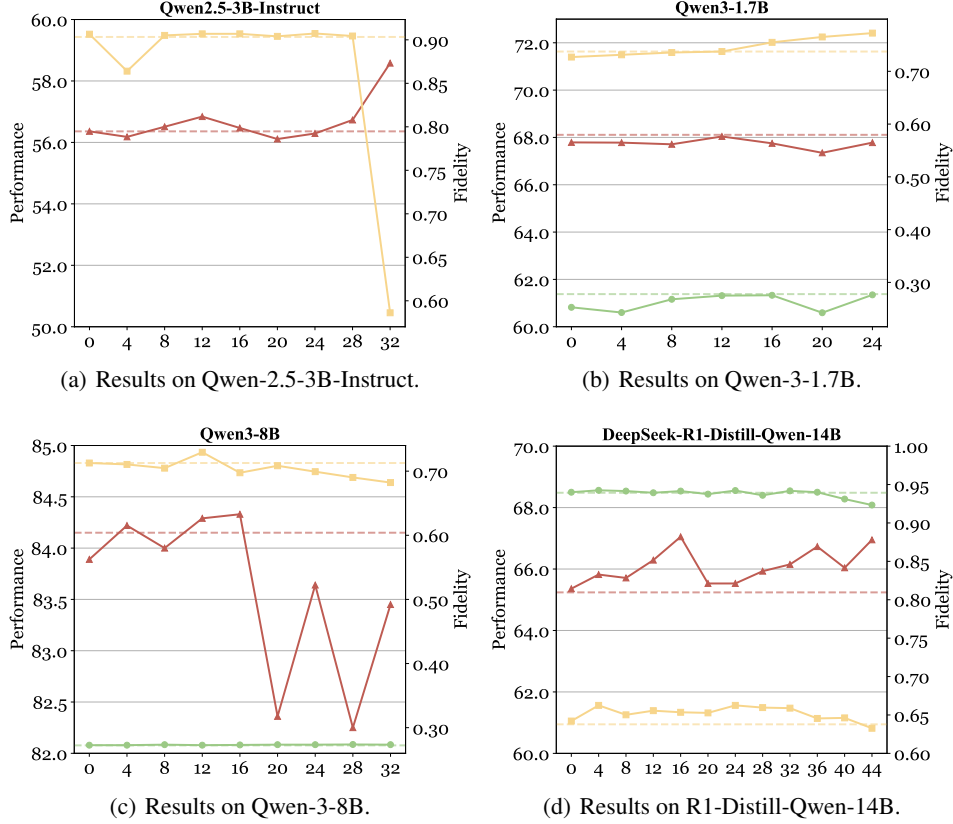 Qwen2.5-3B-Instruct
60.0
58.0
56.0
54.0
52.0
50.0
Performance
0.90
0.85
0.80
0.75
0.70
0.65
0.60
Fidelity
0 4 8 12 16 20 24 28 32
(a) Results on Qwen-2.5-3B-Instruct.
Qwen3-1.7B
72.0
70.0
68.0
66.0
64.0
62.0
60.0
Performance
0.70
0.60
0.50
0.40
0.30
Fidelity
0 4 8 12 16 20 24
(b) Results on Qwen-3-1.7B.
Qwen3-8B
85.0
84.5
84.0
83.5
83.0
82.5
82.0
Performance
0.70
0.60
0.50
0.40
0.30
Fidelity
0 4 8 12 16 20 24 28 32
(c) Results on Qwen-3-8B.
DeepSeek-R1-Distill-Qwen-14B
70.0
68.0
66.0
64.0
62.0
60.0
Performance
1.00
0.95
0.90
0.85
0.80
0.75
0.70
0.65
0.60
Fidelity
0 4 8 12 16 20 24 28 32 36 40 44
(d) Results on R1-Distill-Qwen-14B.